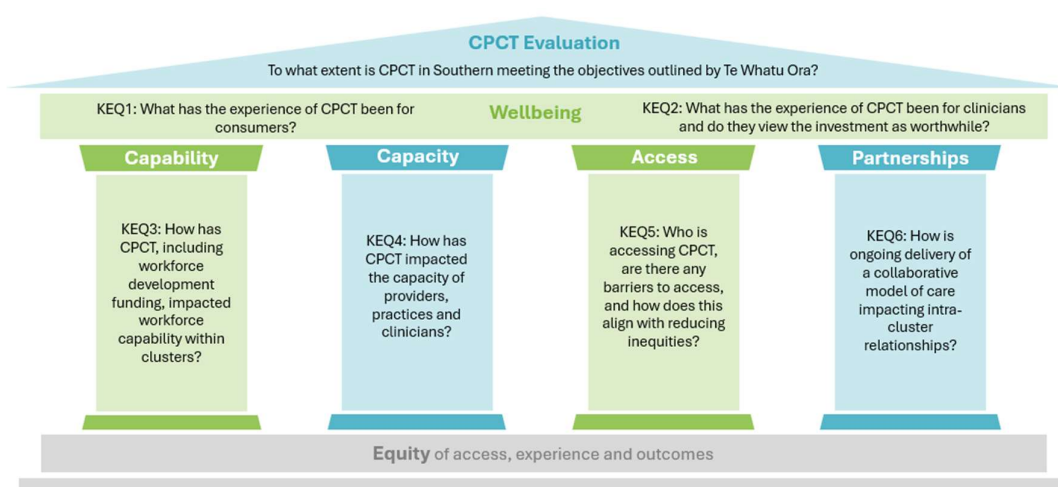 CPCT Evaluation
To what extent is CPCT in Southern meeting the objectives outlined by Te Whatu Ora?
KEQ1: What has the experience of CPCT been for
consumers?
Wellbeing
KEQ2: What has the experience of CPCT been for clinicians
and do they view the investment as worthwhile?
Capability
KEQ3: How has
CPCT, including
workforce
development
funding, impacted
workforce
capability within
clusters?
Capacity
KEQ4: How has
CPCT impacted
the capacity of
providers,
practices and
clinicians?
Access
KEQ5: Who is
accessing CPCT,
are there any
barriers to access,
and how does this
align with reducing
inequities?
Partnerships
KEQ6: How is
ongoing delivery of
a collaborative
model of care
impacting intra-
cluster
relationships?
Equity of access, experience and outcomes